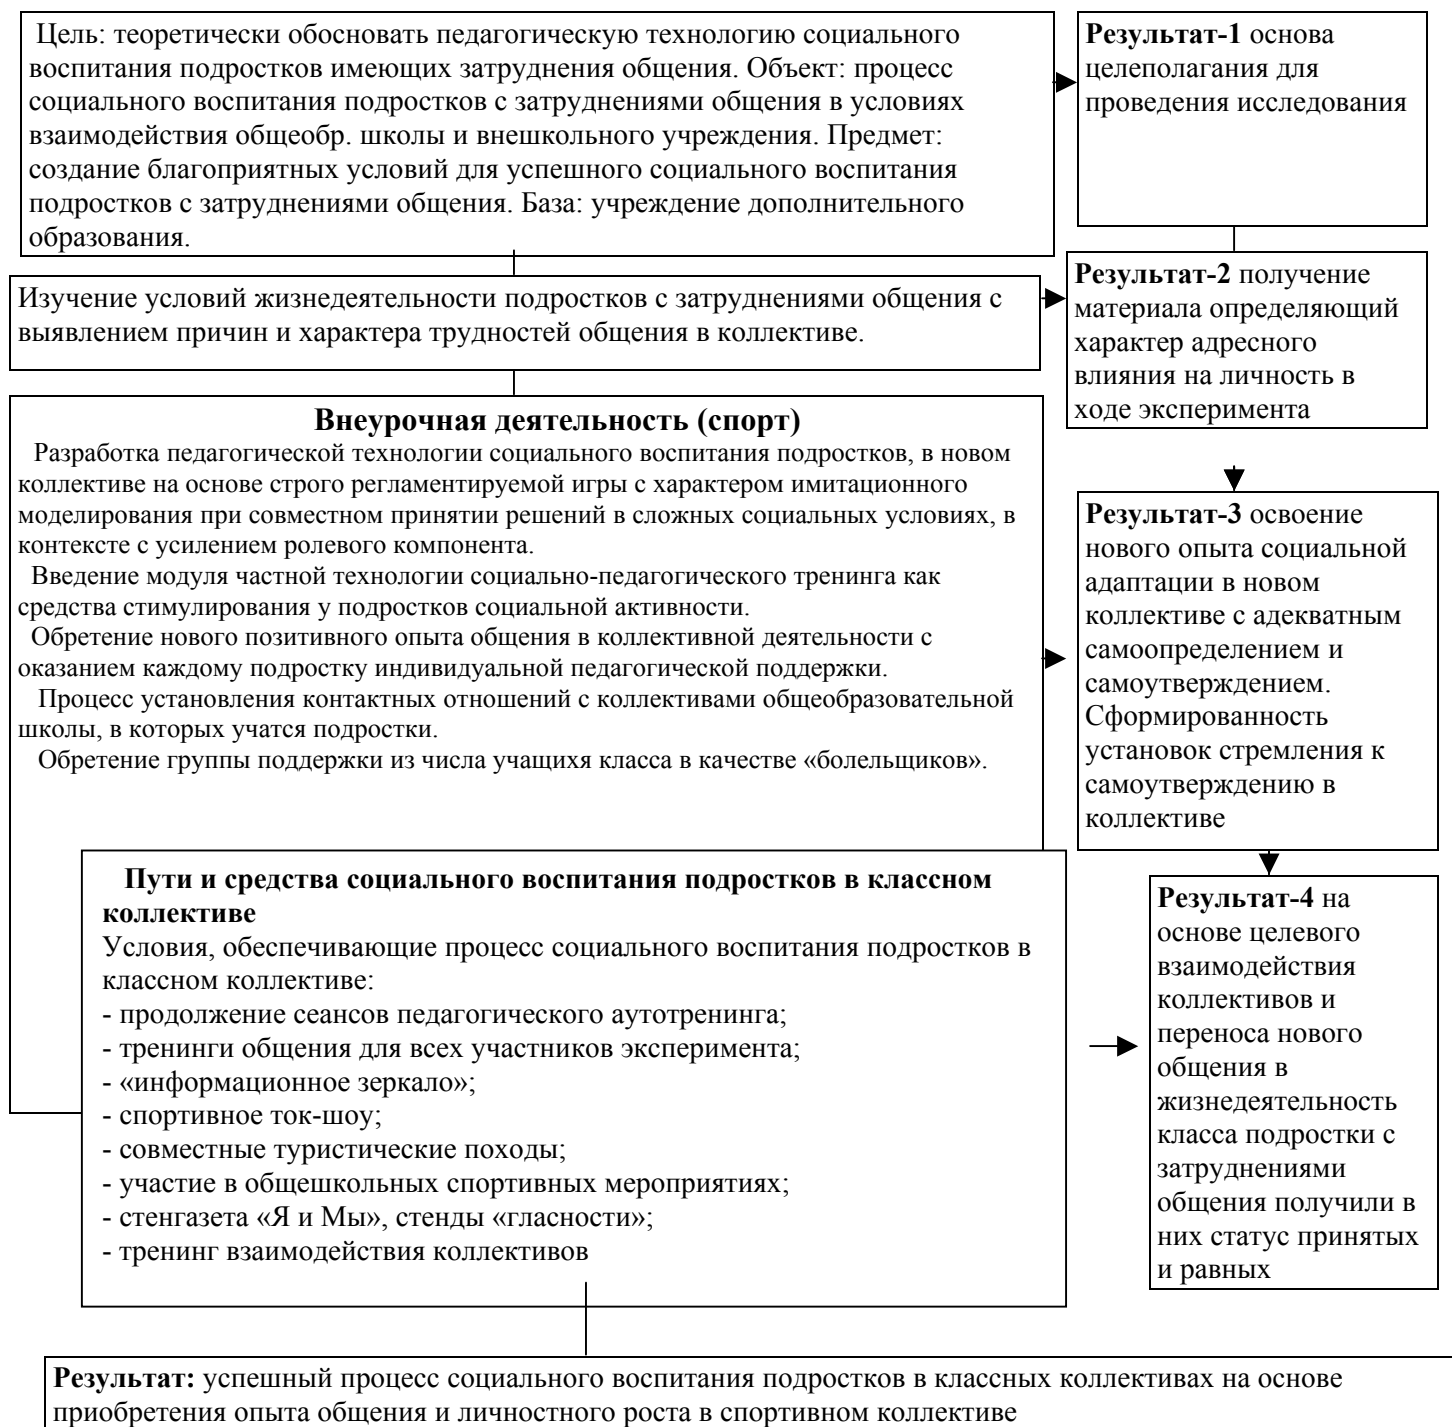 Цель: теоретически обосновать педагогическую технологию социального
воспитания подростков имеющих затруднения общения. Объект: процесс
социального воспитания подростков с затруднениями общения в условиях
взаимодействия общеобр. школы и внешкольного учреждения. Предмет:
создание благоприятных условий для успешного социального воспитания
подростков с затруднениями общения. База: учреждение дополнительного
образования.
Результат-1 основа
целеполагания для
проведения исследования
Изучение условий жизнедеятельности подростков с затруднениями общения с
выявлением причин и характера трудностей общения в коллективе.
Результат-2 получение
материала определяющий
характер адресного
влияния на личность в
ходе эксперимента
Внеурочная деятельность (спорт)
Разработка педагогической технологии социального воспитания подростков, в новом
коллективе на основе строго регламентируемой игры с характером имитационного
моделирования при совместном принятии решений в сложных социальных условиях, в
контексте с усилением ролевого компонента.
Введение модуля частной технологии социально-педагогического тренинга как
средства стимулирования у подростков социальной активности.
Обретение нового позитивного опыта общения в коллективной деятельности с
оказанием каждому подростку индивидуальной педагогической поддержки.
Процесс установления контактных отношений с коллективами общеобразовательной
школы, в которых учатся подростки.
Обретение группы поддержки из числа учащихя класса в качестве «болельщиков».
Результат-3 освоение
нового опыта социальной
адаптации в новом
коллективе с адекватным
самоопределением и
самоутверждением.
Сформированность
установок стремления к
самоутверждению в
коллективе
Пути и средства социального воспитания подростков в классном
коллективе
Условия, обеспечивающие процесс социального воспитания подростков в
классном коллективе:
- продолжение сеансов педагогического аутотренинга;
- тренинги общения для всех участников эксперимента;
- «информационное зеркало»;
- спортивное ток-шоу;
- совместные туристические походы;
- участие в общешкольных спортивных мероприятиях;
- стенгазета «Я и Мы», стенды «гласности»;
- тренинг взаимодействия коллективов
Результат-4 на
основе целевого
взаимодействия
коллективов и
переноса нового
общения в
жизнедеятельность
класса подростки с
затруднениями
общения получили в
них статус принятых
и равных
Результат: успешный процесс социального воспитания подростков в классных коллективах на основе
приобретения опыта общения и личностного роста в спортивном коллективе